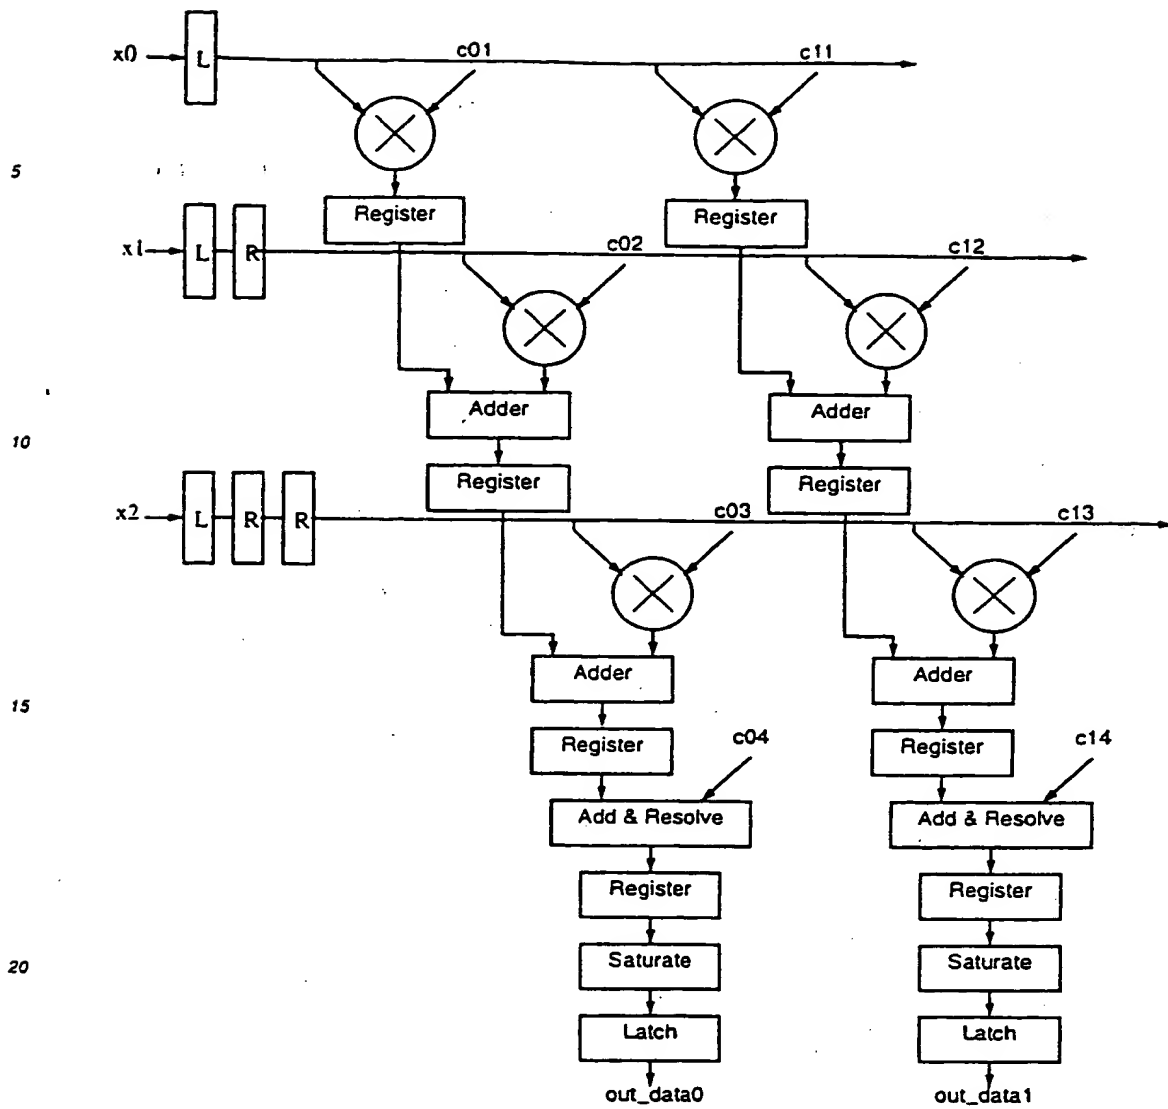 c01 c11
x0 L
5
Register Register
x1 L R c02 c12
Adder Adder
10
Register Register
x2 L R R c03 c13
Adder Adder
15
Register c04 Register c14
Add & Resolve Add & Resolve
Register Register
20
Saturate Saturate
Latch Latch
out_data0 out_data1